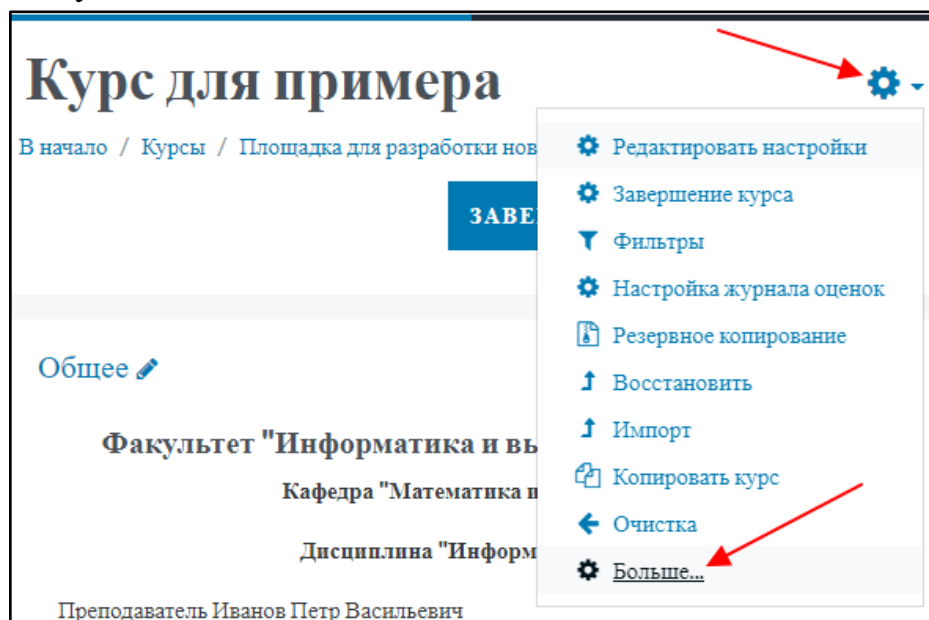 Курс для примера
В начало / Курсы / Площадка для разработки нов
ЗАВЕ
Редактировать настройки
Завершение курса
Фильтры
Настройка журнала оценок
Резервное копирование
Восстановить
Импорт
Копировать курс
Очистка
Больше...
Общее
Факультет "Информатика и вы
Кафедра "Математика и
Дисциплина "Информ
Преподаватель Иванов Петр Васильевич